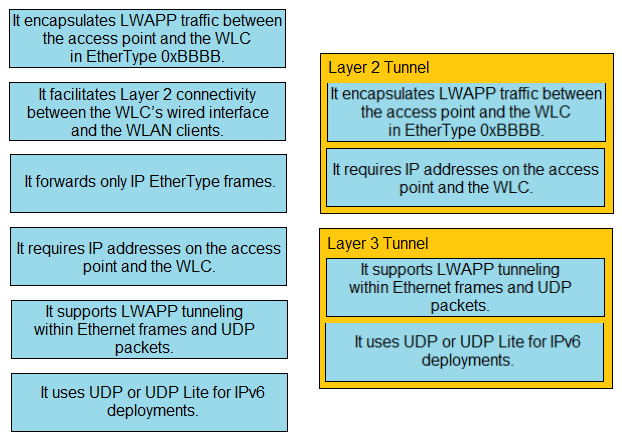 It encapsulates LWAPP traffic between
the access point and the WLC
in EtherType 0xBBBB.
It facilitates Layer 2 connectivity
between the WLC's wired interface
and the WLAN clients.
It forwards only IP EtherType frames.
It requires IP addresses on the access
point and the WLC.
It supports LWAPP tunneling
within Ethernet frames and UDP
packets.
It uses UDP or UDP Lite for IPv6
deployments.
Layer 2 Tunnel
It encapsulates LWAPP traffic between
the access point and the WLC
in EtherType 0xBBBB.
It requires IP addresses on the access
point and the WLC.
Layer 3 Tunnel
It supports LWAPP tunneling
within Ethernet frames and UDP
packets.
It uses UDP or UDP Lite for IPv6
deployments.